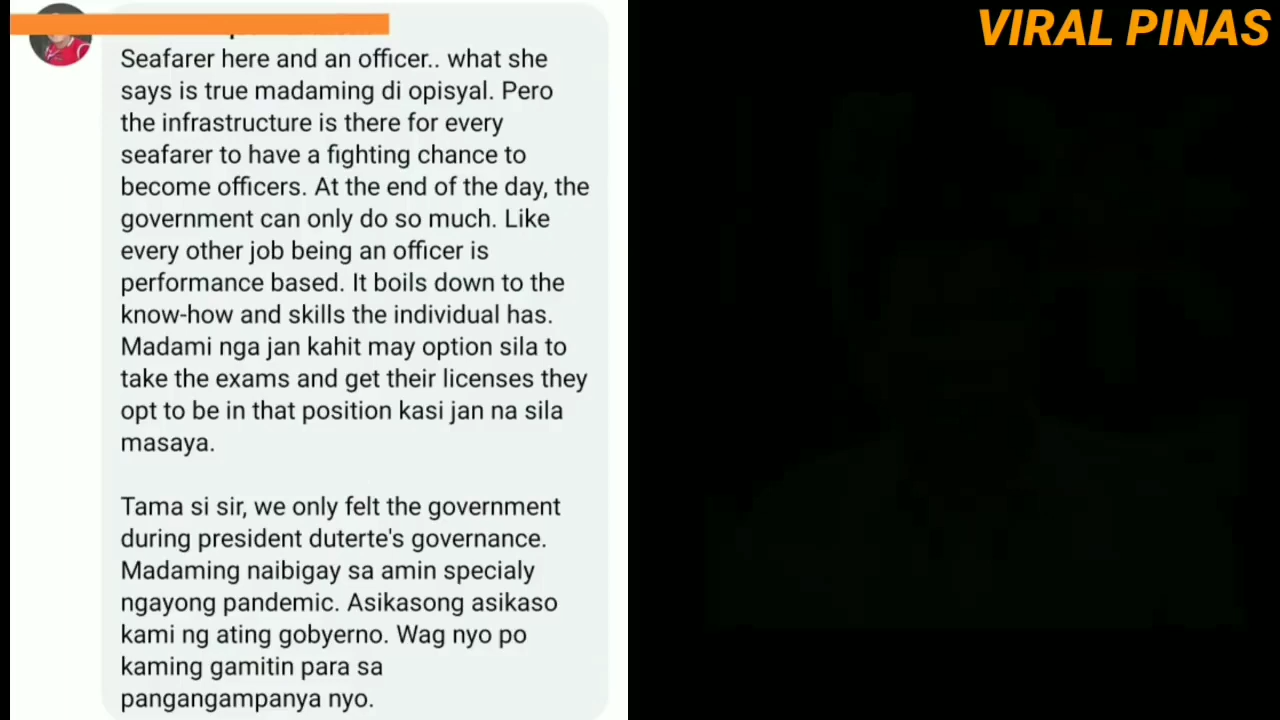 VIRAL PINAS
Seafarer here and an officer.. what she
says is true madaming di opisyal. Pero
the infrastructure is there for every
seafarer to have a fighting chance to
become officers. At the end of the day, the
government can only do so much. Like
every other job being an officer is
performance based. It boils down to the
know-how and skills the individual has.
Madami nga jan kahit may option sila to
take the exams and get their licenses they
opt to be in that position kasi jan na sila
masaya.
Tama si sir, we only felt the government
during president duterte's governance.
Madaming naibigay sa amin specialy
ngayong pandemic. Asikasong asikaso
kami ng ating gobyerno. Wag nyo po
kaming gamitin para sa
pangangampanya nyo.